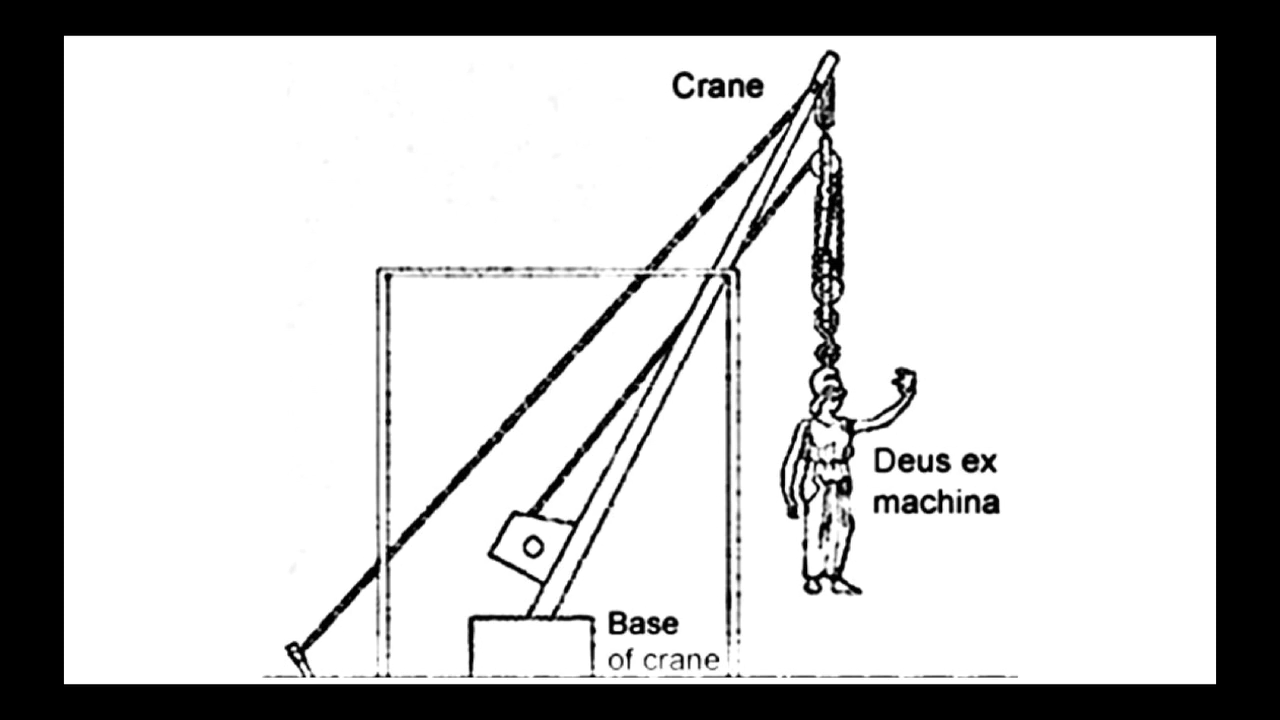 Crane
Deus ex
machina
Base
of crane